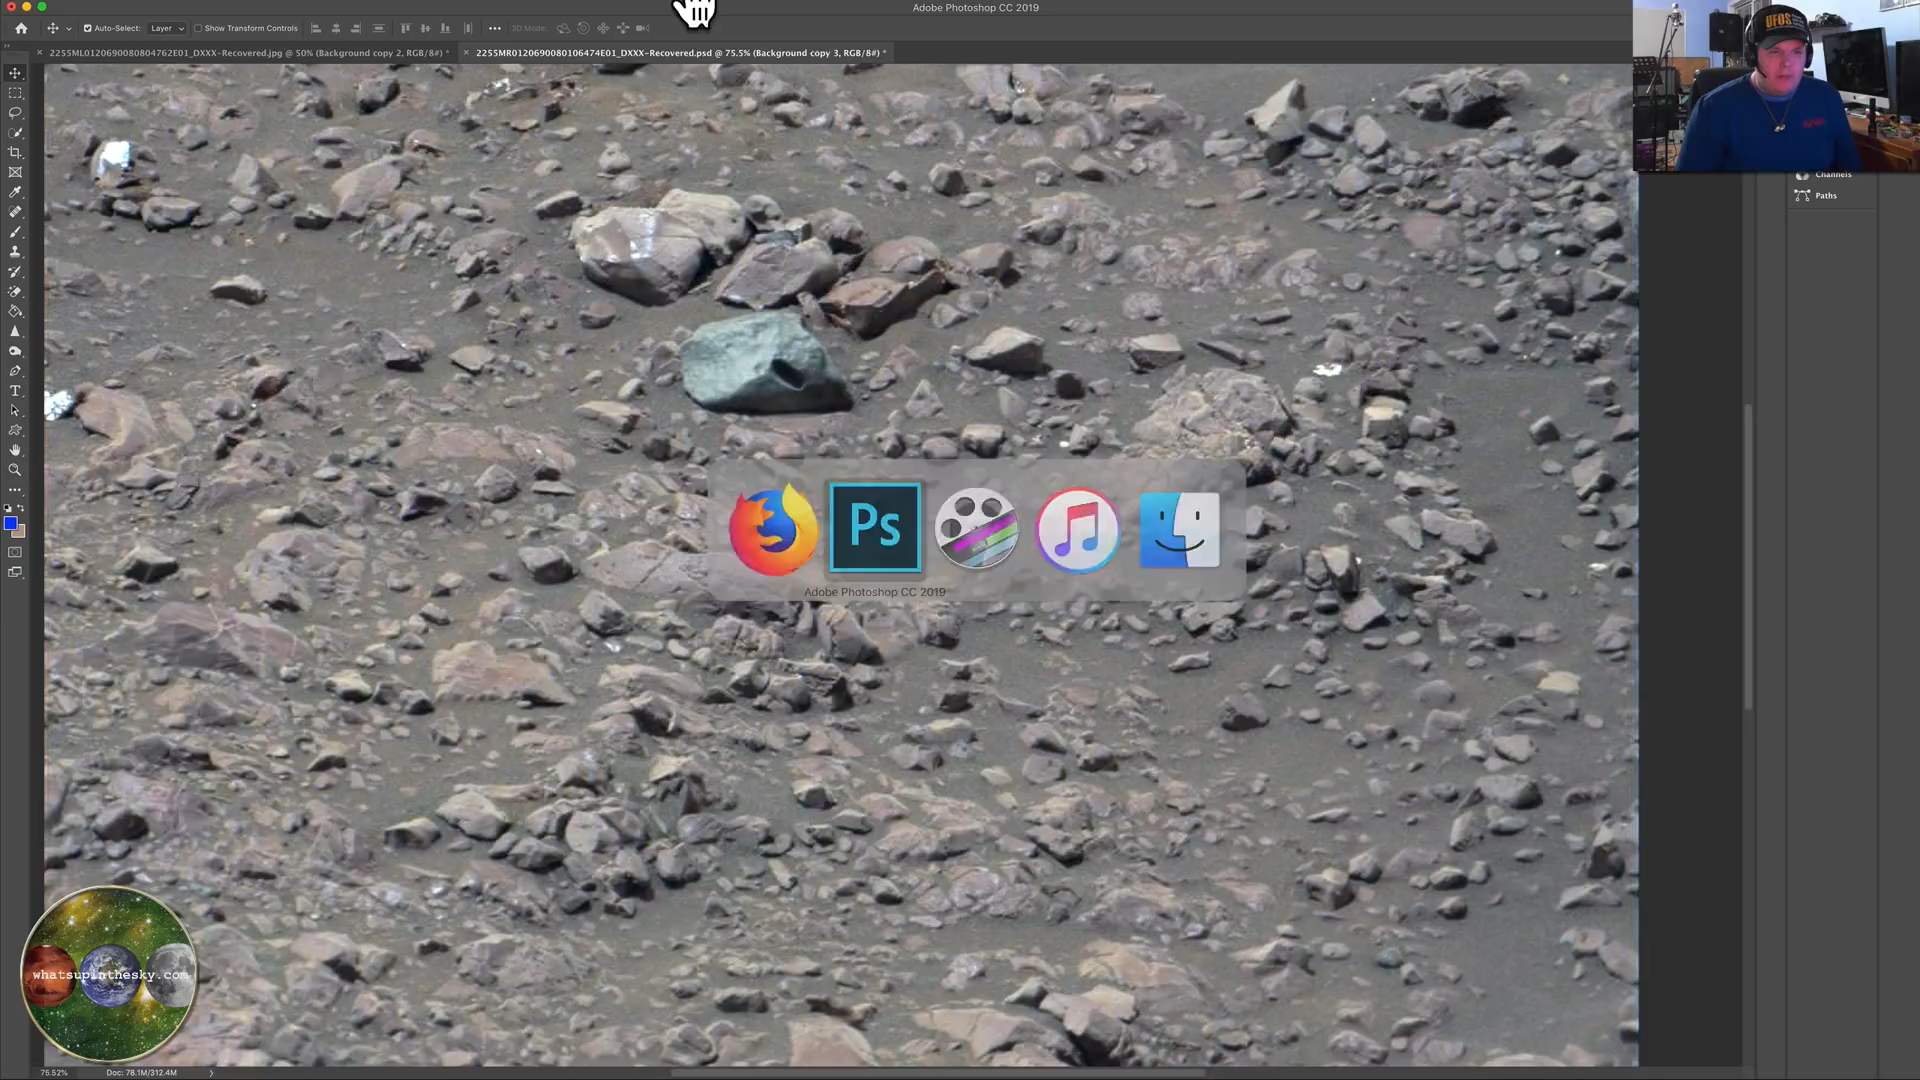 Adobe Photoshop CC 2019
Auto-Select: Layer Show Transform Controls 3D Mode:
2255ML0120690080804762E01_DXXX-Recovered.jpg @ 50% (Background copy 2, RGB/8#) *
2255MR0120690080106474E01_DXXX-Recovered.psd @ 75.5% (Background copy 3, RGB/8#) *
UFOS
Channels
Paths
Ps
Adobe Photoshop CC 2019
whatsupinthesky.com
75.52% Doc: 78.1M/312.4M